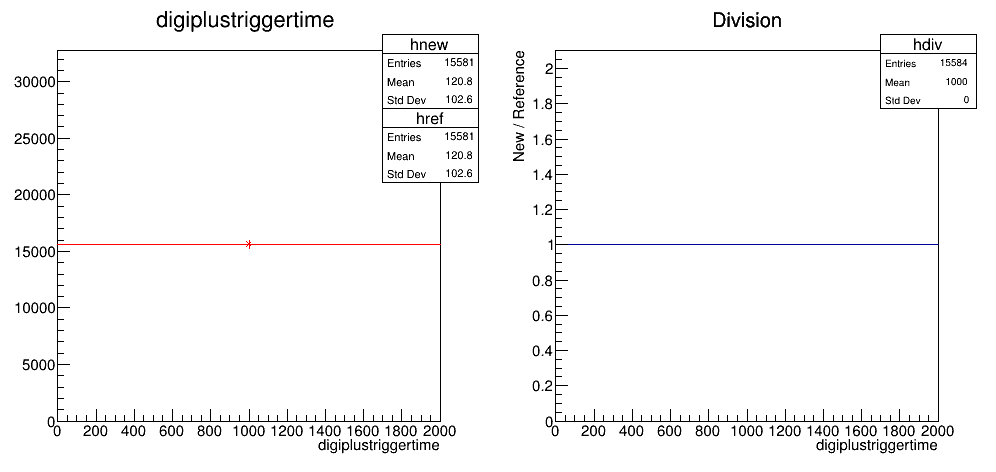 digiplustriggertime
hnew
Entries 15581
Mean 120.8
Std Dev 102.6
href
Entries 15581
Mean 120.8
Std Dev 102.6
30000
25000
20000
15000
10000
5000
0
0 200 400 600 800 1000 1200 1400 1600 1800 2000
digiplustriggertime
Division
hdiv
Entries 15584
Mean 1000
Std Dev 0
New / Reference
2
1.8
1.6
1.4
1.2
1
0.8
0.6
0.4
0.2
0
0 200 400 600 800 1000 1200 1400 1600 1800 2000
digiplustriggertime